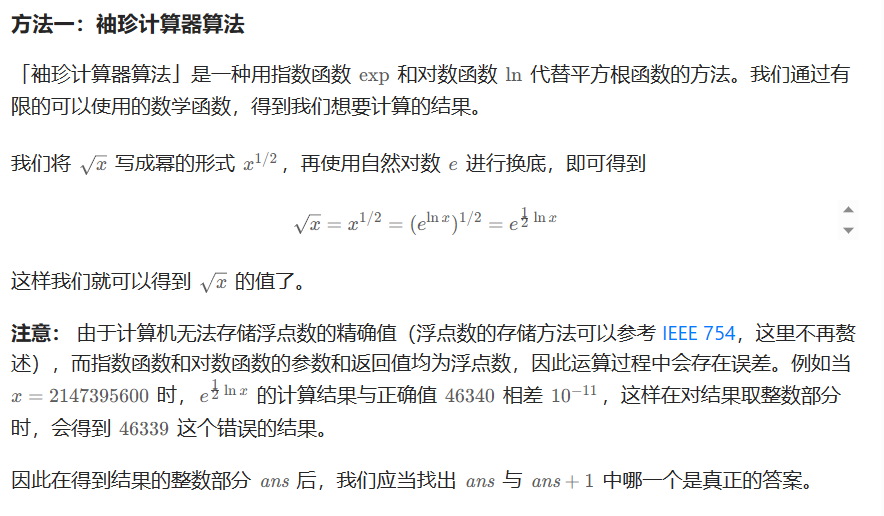 方法一：袖珍计算器算法
「袖珍计算器算法」是一种用指数函数 exp 和对数函数 ln 代替平方根函数的方法。我们通过有
限的可以使用的数学函数，得到我们想要计算的结果。
我们将 √x 写成幂的形式 x^{1/2}，再使用自然对数 e 进行换底，即可得到
√x = x^{1/2} = (e^{ln x})^{1/2} = e^{\frac{1}{2} ln x}
这样我们就可以得到 √x 的值了。
注意： 由于计算机无法存储浮点数的精确值（浮点数的存储方法可以参考 IEEE 754，这里不再赘
述），而指数函数和对数函数的参数和返回值均为浮点数，因此运算过程中会存在误差。例如当
x = 2147395600 时，e^{\frac{1}{2} ln x} 的计算结果与正确值 46340 相差 10^{-11}，这样在对结果取整数部分
时，会得到 46339 这个错误的结果。
因此在得到结果的整数部分 ans 后，我们应当找出 ans 与 ans + 1 中哪一个是真正的答案。